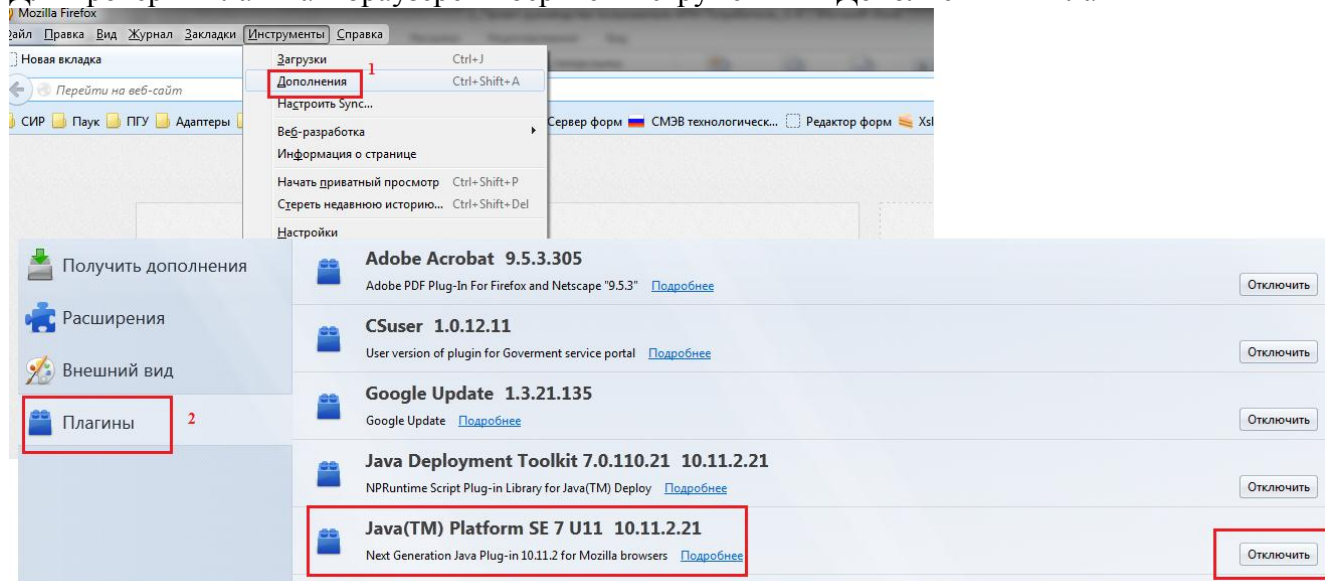 Mozilla Firefox
Файл Правка Вид Журнал Закладки Инструменты Справка
Новая вкладка
Загрузки Ctrl+J
1
Дополнения Ctrl+Shift+A
Перейти на веб-сайт
Настроить Sync...
СИР Паук ПГУ Адаптеры
Веб-разработка
Сервер форм СМЭВ технологическ... Редактор форм Xsl
Информация о странице
Начать приватный просмотр Ctrl+Shift+P
Стереть недавнюю историю... Ctrl+Shift+Del
Настройки
Получить дополнения
Расширения
Внешний вид
Плагины
2
Adobe Acrobat 9.5.3.305
Adobe PDF Plug-In For Firefox and Netscape "9.5.3" Подробнее
Отключить
CSuser 1.0.12.11
User version of plugin for Goverment service portal Подробнее
Отключить
Google Update 1.3.21.135
Google Update Подробнее
Отключить
Java Deployment Toolkit 7.0.110.21 10.11.2.21
NPRuntime Script Plug-in Library for Java(TM) Deploy Подробнее
Отключить
Java(TM) Platform SE 7 U11 10.11.2.21
Next Generation Java Plug-in 10.11.2 for Mozilla browsers Подробнее
Отключить